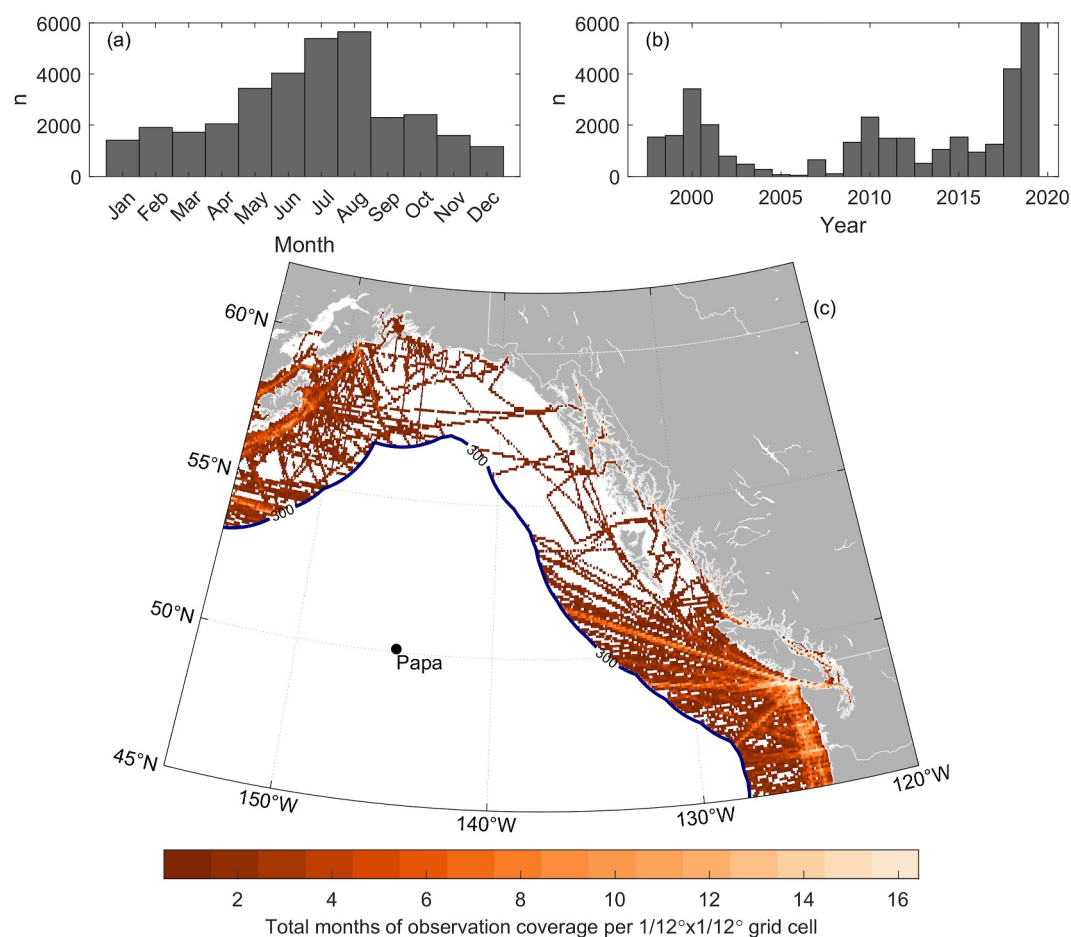 6000
4000
2000
0
n
(a)
Jan
Feb
Mar
Apr
May
Jun
Jul
Aug
Sep
Oct
Nov
Dec
Month
6000
4000
2000
0
n
(b)
2000
2005
2010
2015
2020
Year
(c)
60°N
55°N
50°N
45°N
300
300
300
Papa
150°W
140°W
130°W
120°W
2
4
6
8
10
12
14
16
Total months of observation coverage per 1/12°x1/12° grid cell